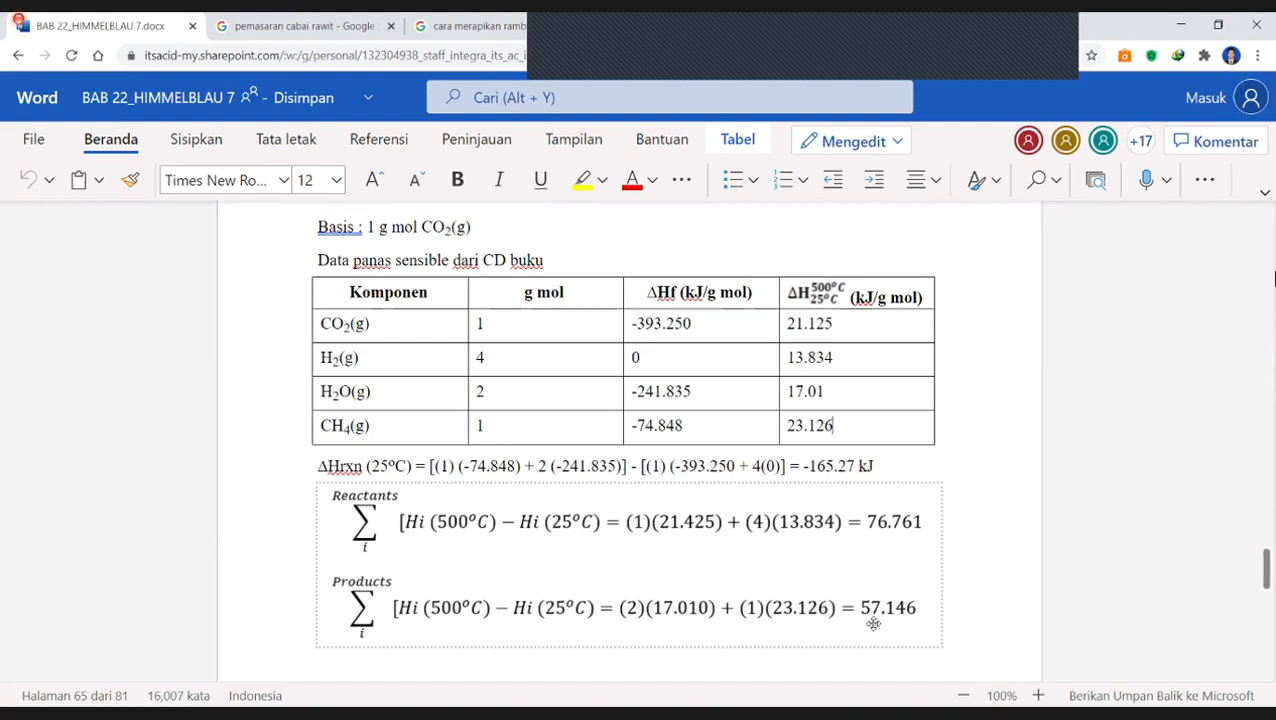 BAB 22_HIMMELBLAU 7.docx
pemasaran cabai rawit - Google
cara merapikan ramb
itsacid-my.sharepoint.com/:w:/g/personal/132304938_staff_integra_its_ac_i
Word BAB 22_HIMMELBLAU 7 - Disimpan Cari (Alt + Y) Masuk
File Beranda Sisipkan Tata letak Referensi Peninjauan Tampilan Bantuan Tabel Mengedit +17 Komentar
Times New Ro... 12 A A B I U A
Basis : 1 g mol CO₂(g)
Data panas sensible dari CD buku
Komponen g mol ΔHf (kJ/g mol) ΔH 500°C 25°C (kJ/g mol)
CO₂(g) 1 -393.250 21.125
H₂(g) 4 0 13.834
H₂O(g) 2 -241.835 17.01
CH₄(g) 1 -74.848 23.126
ΔHrxn (25°C) = [(1) (-74.848) + 2 (-241.835)] - [(1) (-393.250 + 4(0)] = -165.27 kJ
Reactants
∑ [Hi (500°C) − Hi (25°C) = (1)(21.425) + (4)(13.834) = 76.761
i
Products
∑ [Hi (500°C) − Hi (25°C) = (2)(17.010) + (1)(23.126) = 57.146
i
Halaman 65 dari 81 16,007 kata Indonesia 100% Berikan Umpan Balik ke Microsoft